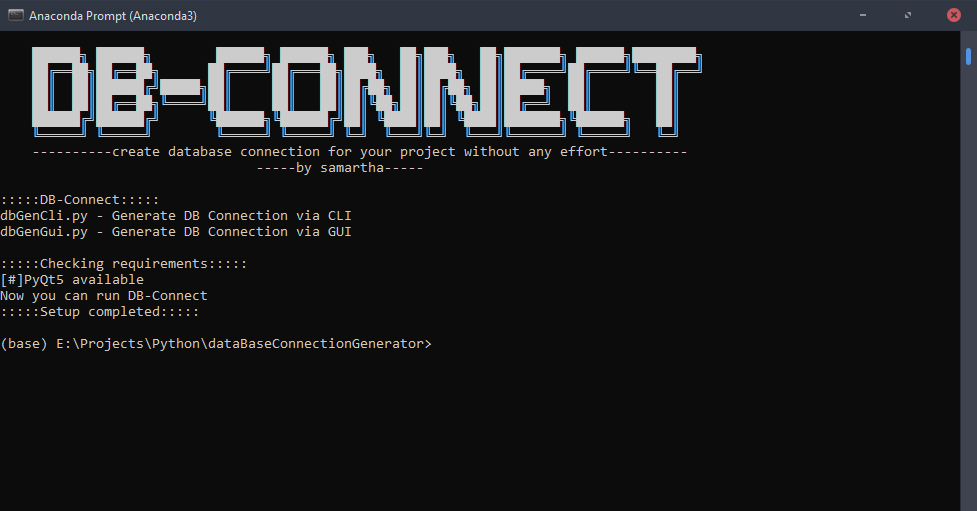 Anaconda Prompt (Anaconda3)
DB-CONNECT
----------create database connection for your project without any effort----------
-----by samartha-----
:::::DB-Connect:::::
dbGenCli.py - Generate DB Connection via CLI
dbGenGui.py - Generate DB Connection via GUI
:::::Checking requirements:::::
[#]PyQt5 available
Now you can run DB-Connect
:::::Setup completed:::::
(base) E:\Projects\Python\dataBaseConnectionGenerator>